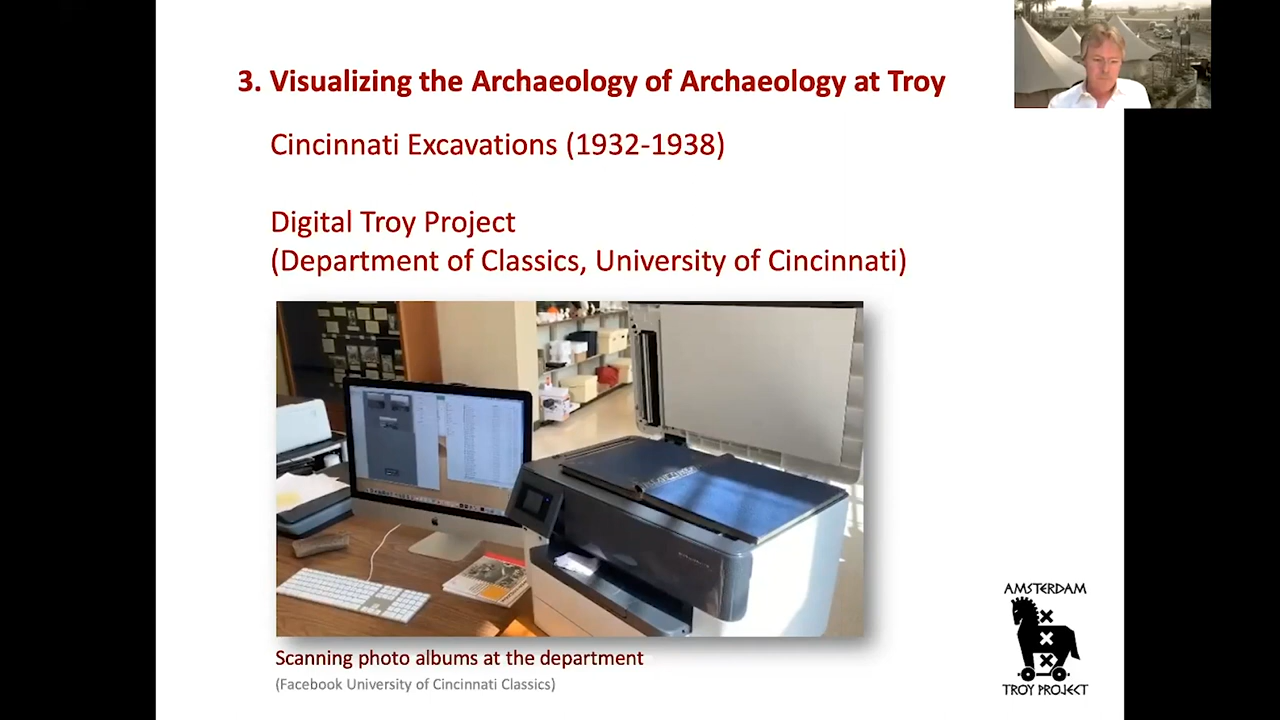 3. Visualizing the Archaeology of Archaeology at Troy
Cincinnati Excavations (1932-1938)
Digital Troy Project
(Department of Classics, University of Cincinnati)
Scanning photo albums at the department
(Facebook University of Cincinnati Classics)
AMSTERDAM
TROY PROJECT